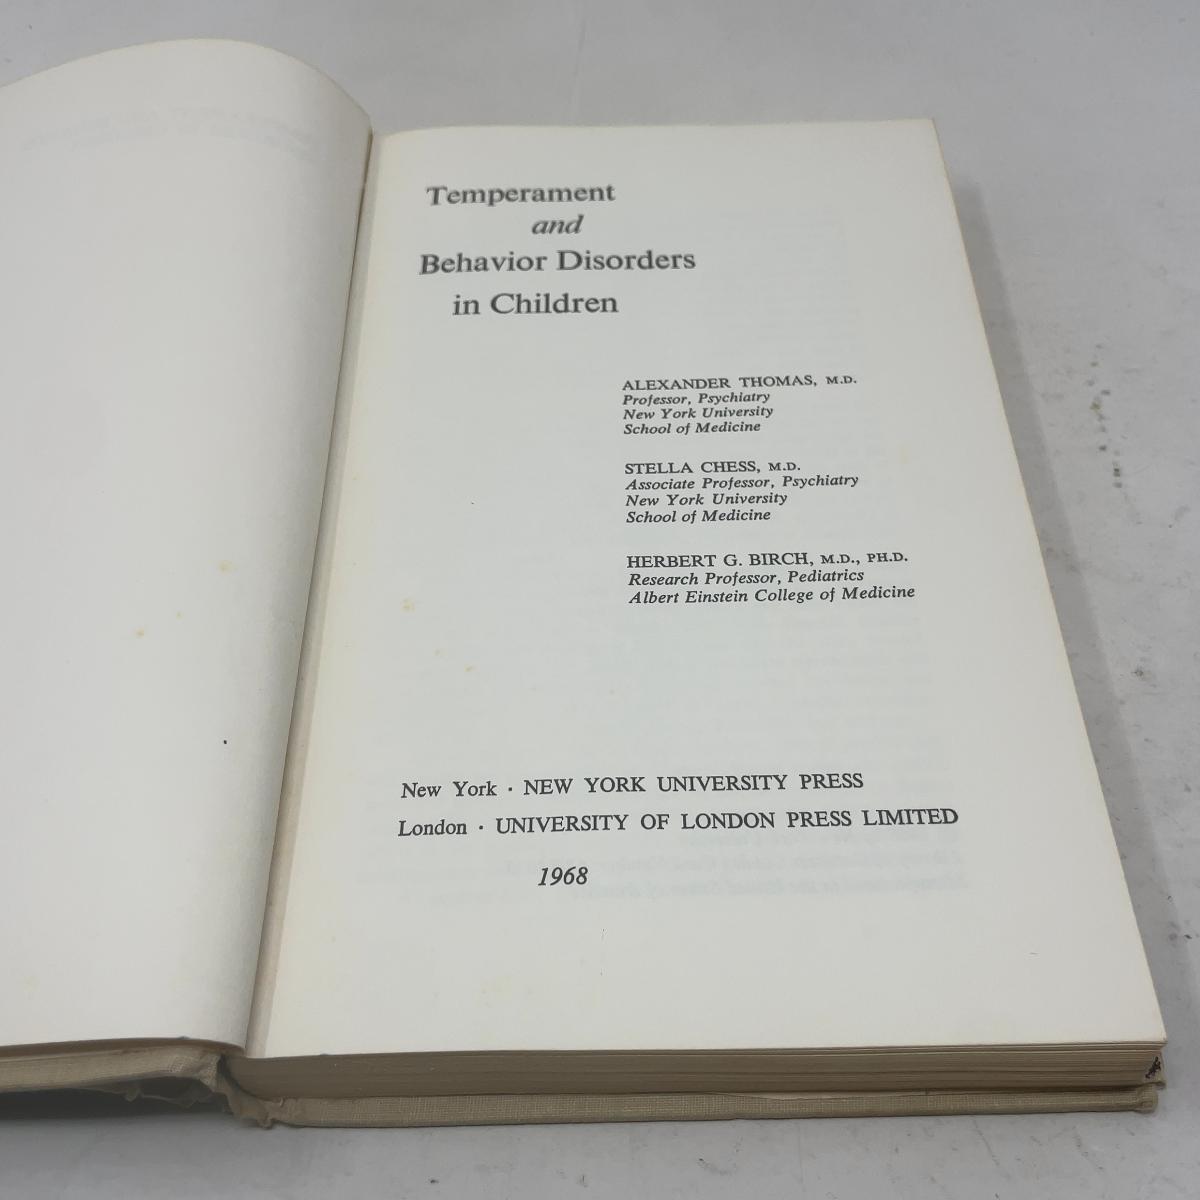 Temperament
and
Behavior Disorders
in Children
ALEXANDER THOMAS, M.D.
Professor, Psychiatry
New York University
School of Medicine
STELLA CHESS, M.D.
Associate Professor, Psychiatry
New York University
School of Medicine
HERBERT G. BIRCH, M.D., PH.D.
Research Professor, Pediatrics
Albert Einstein College of Medicine
New York · NEW YORK UNIVERSITY PRESS
London · UNIVERSITY OF LONDON PRESS LIMITED
1968